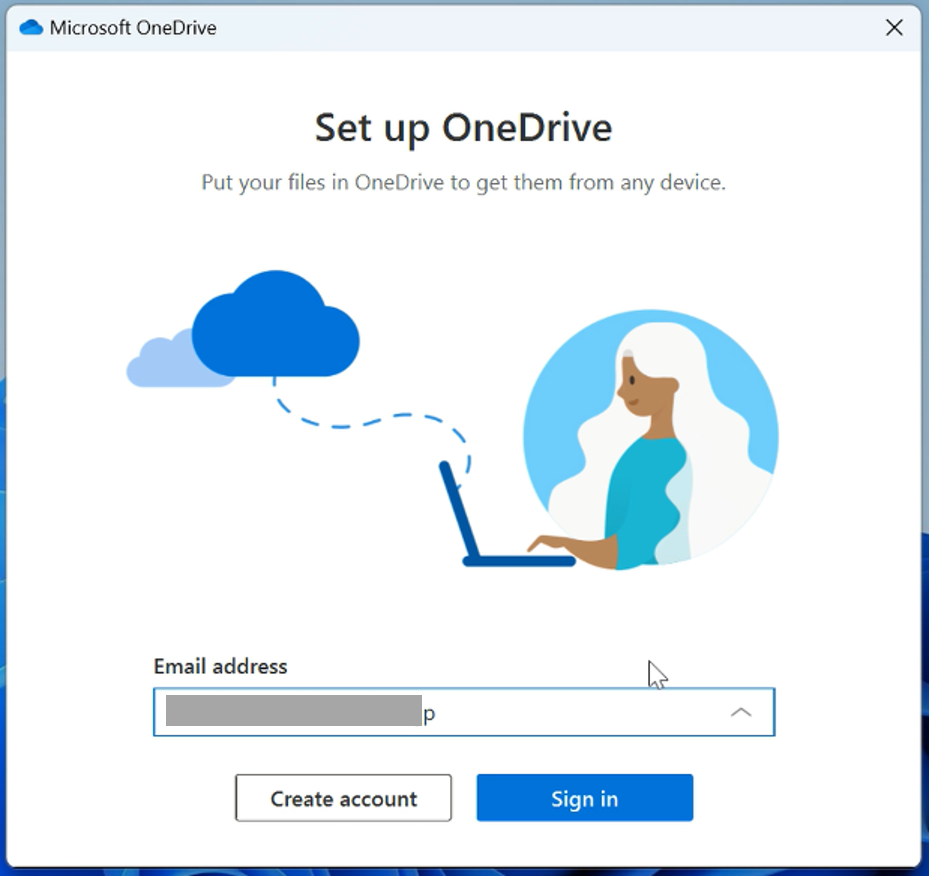 Microsoft OneDrive
Set up OneDrive
Put your files in OneDrive to get them from any device.
Email address
p
Create account
Sign in